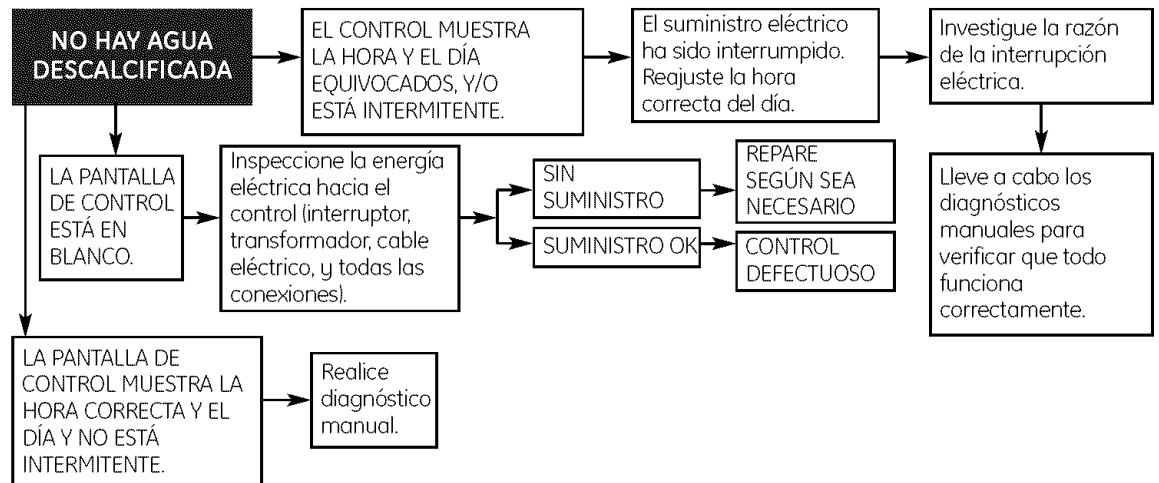 NO HAY AGUA
DESCALCIFICADA
EL CONTROL MUESTRA
LA HORA Y EL DÍA
EQUIVOCADOS, Y/O
ESTÁ INTERMITENTE.
El suministro eléctrico
ha sido interrumpido.
Reajuste la hora
correcta del día.
Investigue la razón
de la interrupción
eléctrica.
Lleve a cabo los
diagnósticos
manuales para
verificar que todo
funciona
correctamente.
LA PANTALLA
DE CONTROL
ESTÁ EN
BLANCO.
Inspeccione la energía
eléctrica hacia el
control (interruptor,
transformador, cable
eléctrico, y todas las
conexiones).
SIN
SUMINISTRO
REPARE
SEGÚN SEA
NECESARIO
SUMINISTRO OK
CONTROL
DEFECTUOSO
LA PANTALLA DE
CONTROL MUESTRA LA
HORA CORRECTA Y EL
DÍA Y NO ESTÁ
INTERMITENTE.
Realice
diagnóstico
manual.